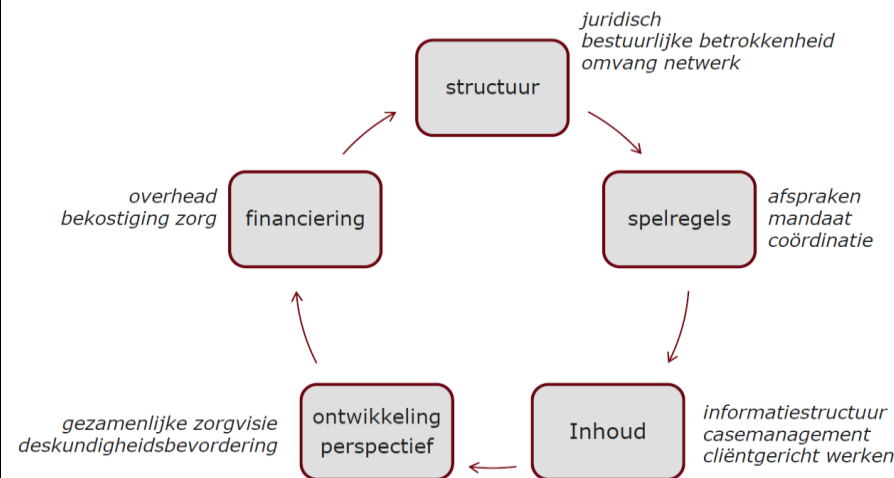 juridisch
bestuurlijke betrokkenheid
omvang netwerk
structuur
overhead
bekostiging zorg
financiering
spelregels
afspraken
mandaat
coördinatie
gezamenlijke zorgvisie
deskundigheidsbevordering
ontwikkeling
perspectief
Inhoud
informatiestructuur
casemanagement
cliëntgericht werken